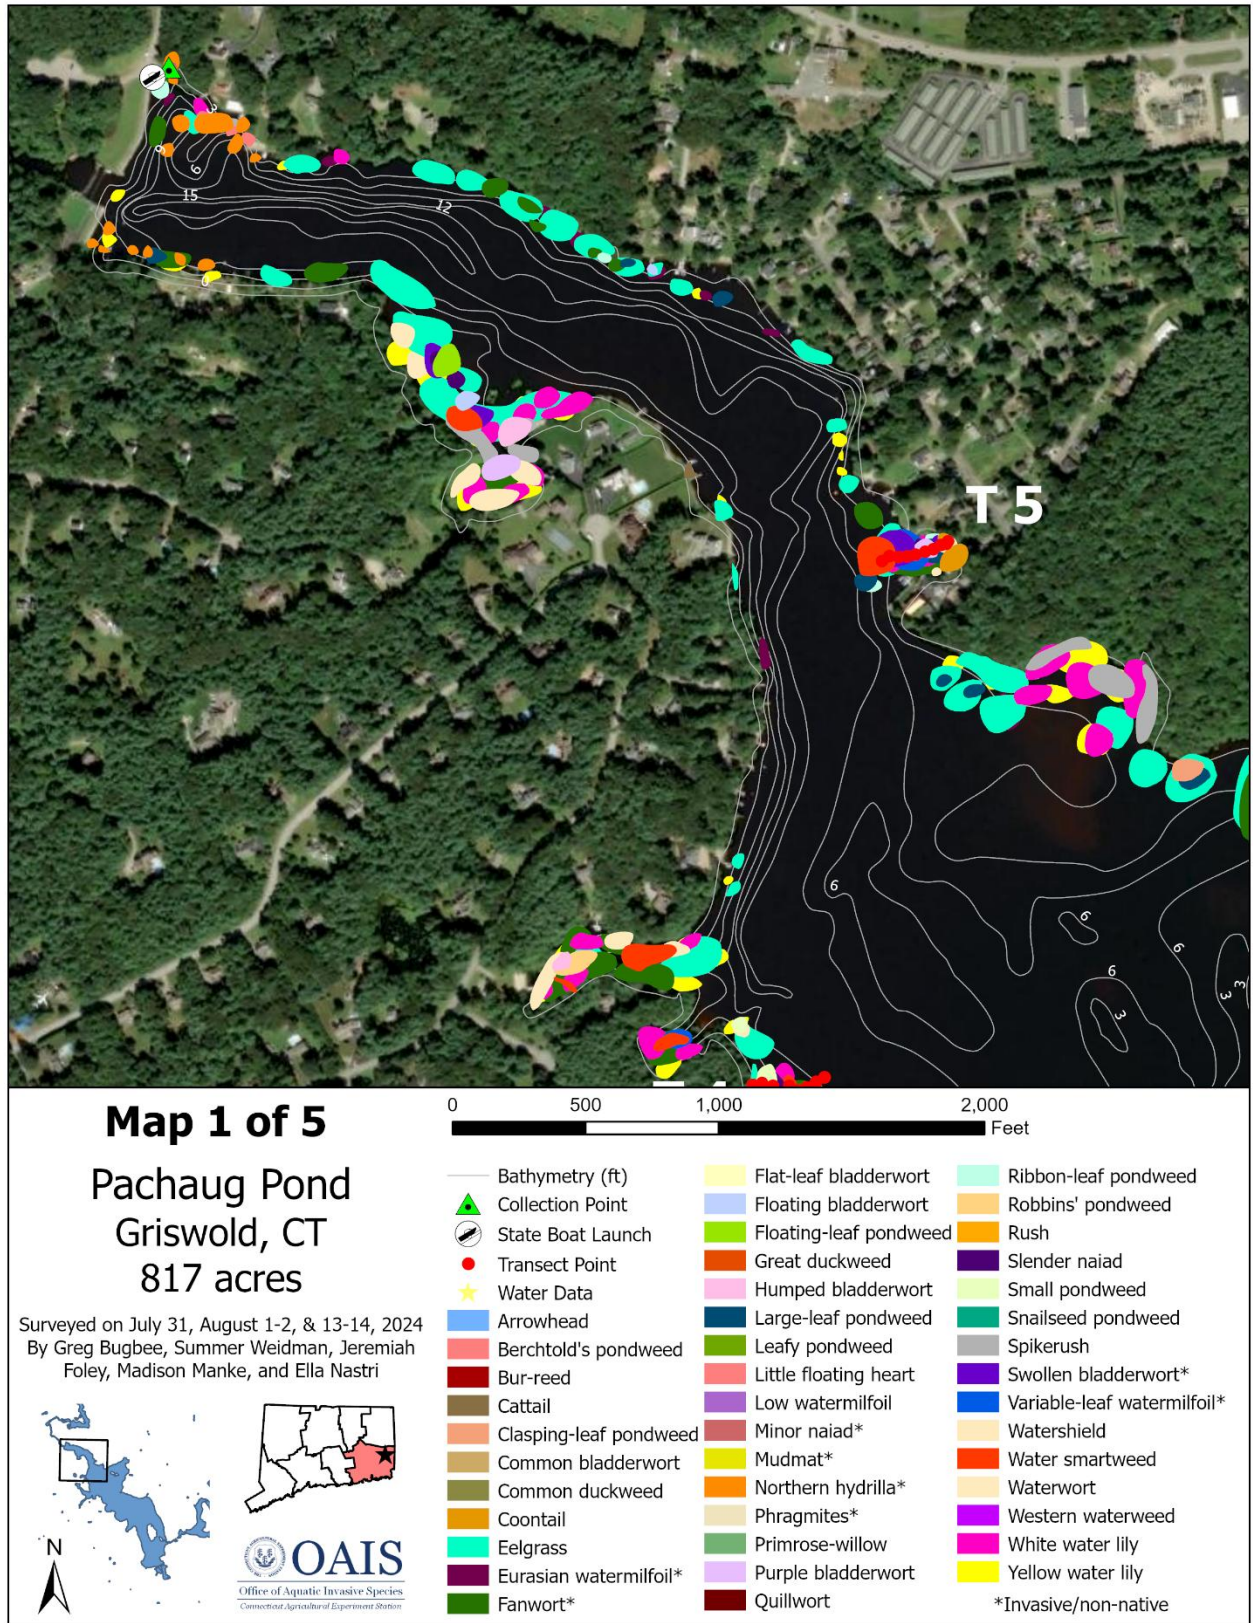 3
6
6
15
12
0
T 5
6
6
6
6
3
3
3
Map 1 of 5
Pachaug Pond
Griswold, CT
817 acres
Surveyed on July 31, August 1-2, & 13-14, 2024
By Greg Bugbee, Summer Weidman, Jeremiah
Foley, Madison Manke, and Ella Nastri
N
OAIS
Office of Aquatic Invasive Species
Connecticut Agricultural Experiment Station
0 500 1,000 2,000
Feet
Bathymetry (ft)
Collection Point
State Boat Launch
Transect Point
Water Data
Arrowhead
Berchtold's pondweed
Bur-reed
Cattail
Clasping-leaf pondweed
Common bladderwort
Common duckweed
Coontail
Eelgrass
Eurasian watermilfoil*
Fanwort*
Flat-leaf bladderwort
Floating bladderwort
Floating-leaf pondweed
Great duckweed
Humped bladderwort
Large-leaf pondweed
Leafy pondweed
Little floating heart
Low watermilfoil
Minor naiad*
Mudmat*
Northern hydrilla*
Phragmites*
Primrose-willow
Purple bladderwort
Quillwort
Ribbon-leaf pondweed
Robbins' pondweed
Rush
Slender naiad
Small pondweed
Snailseed pondweed
Spikerush
Swollen bladderwort*
Variable-leaf watermilfoil*
Watershield
Water smartweed
Waterwort
Western waterweed
White water lily
Yellow water lily
*Invasive/non-native